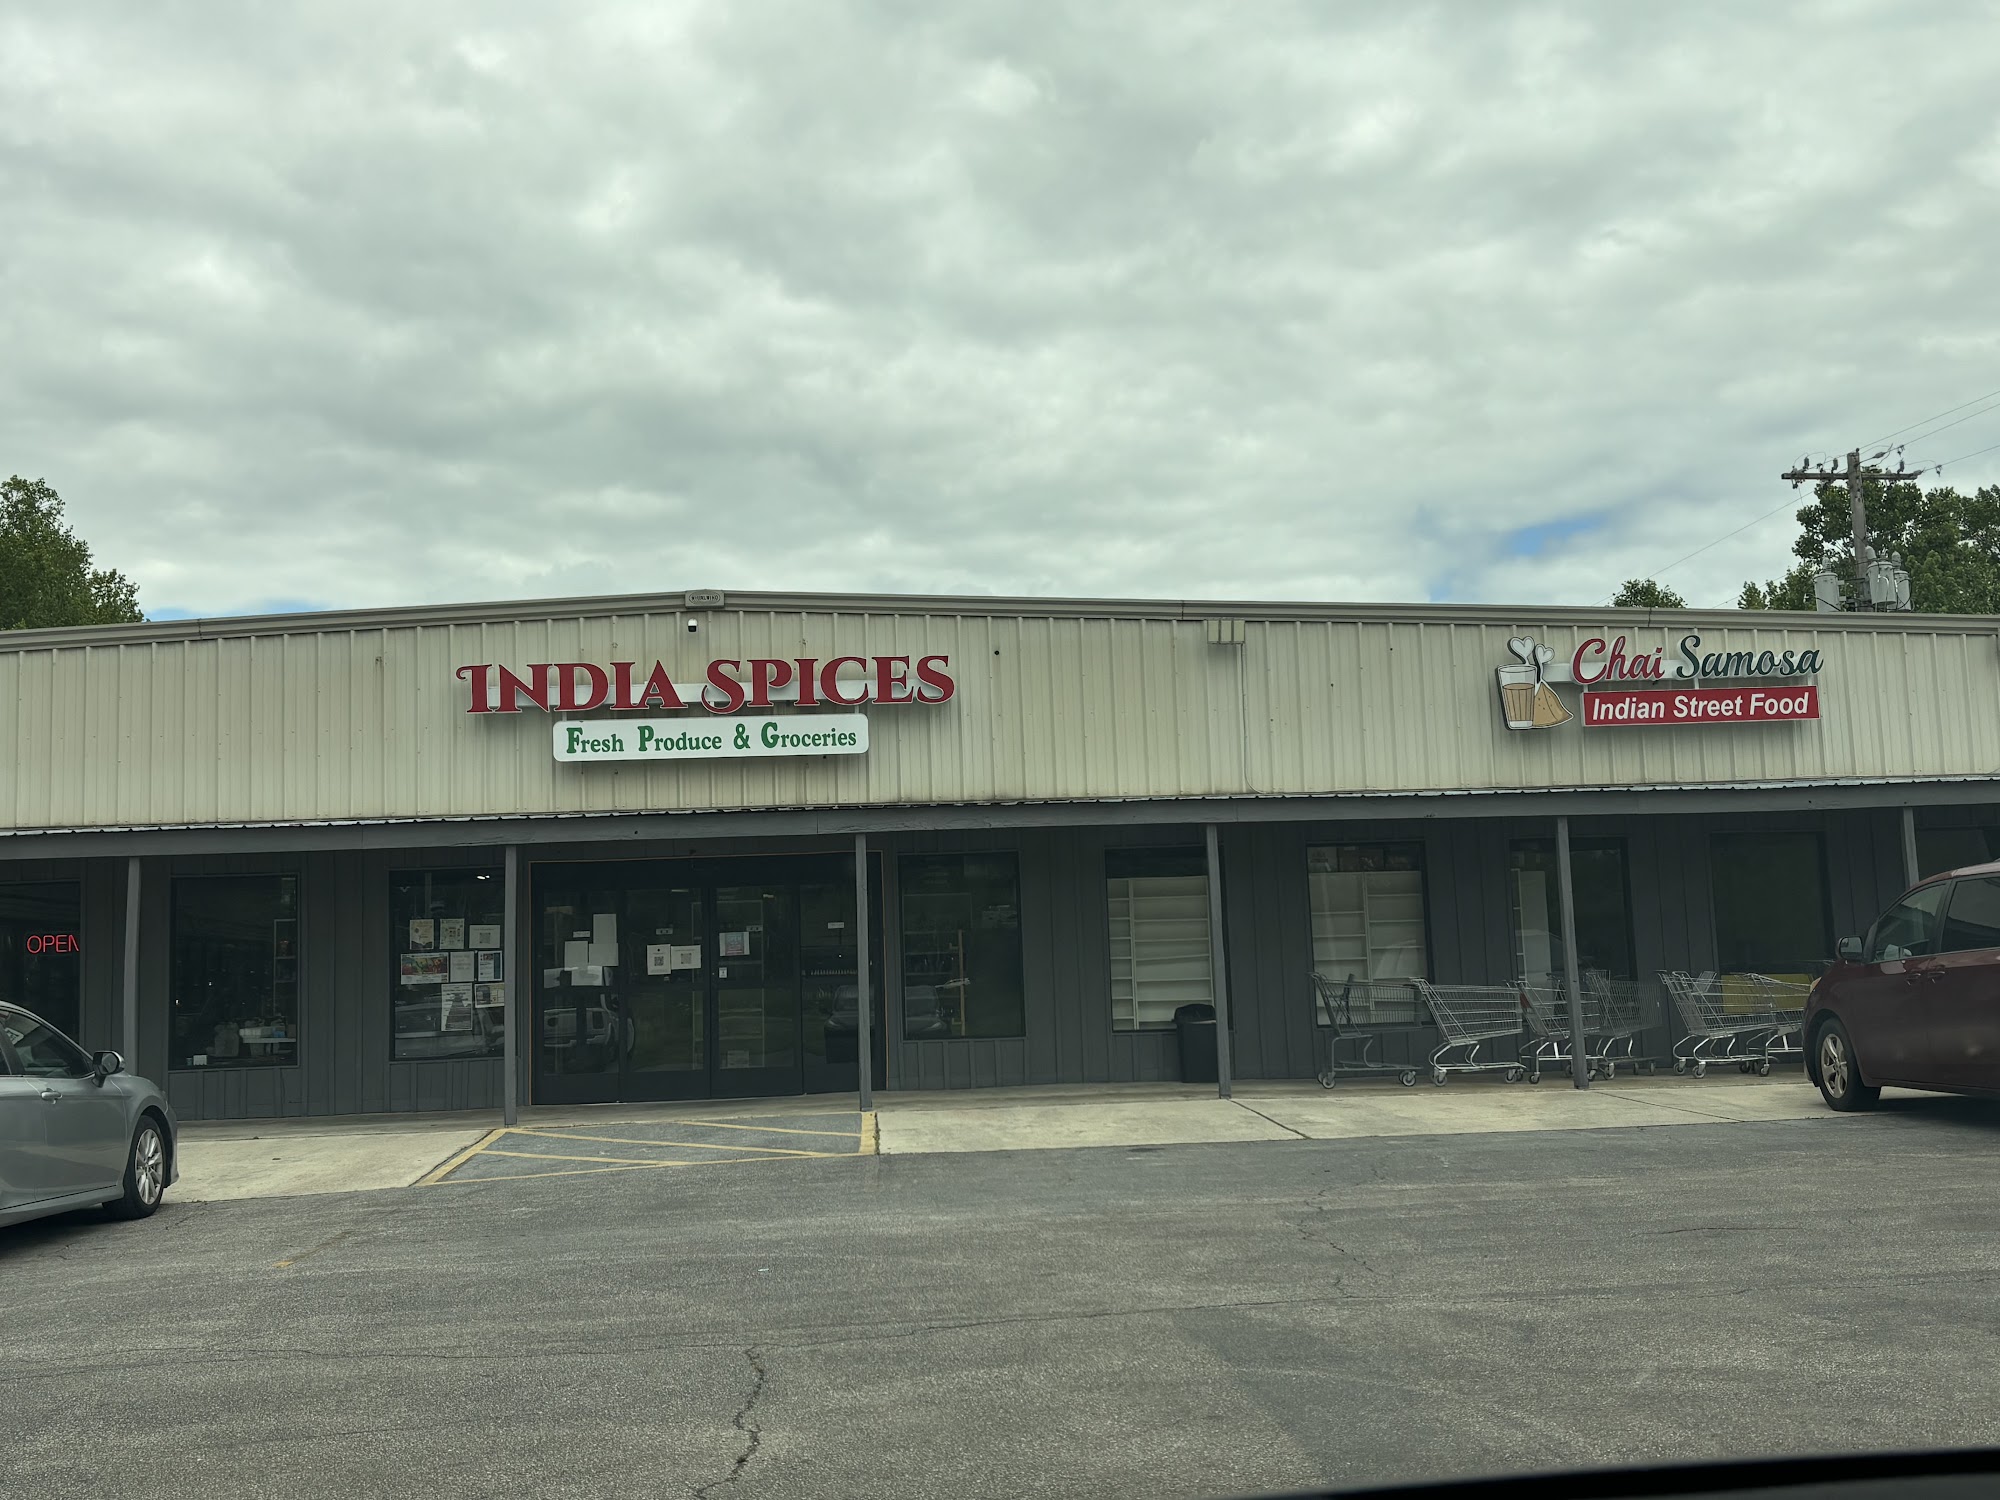 INDIA SPICES
Fresh Produce & Groceries
Chai Samosa
Indian Street Food
OPEN